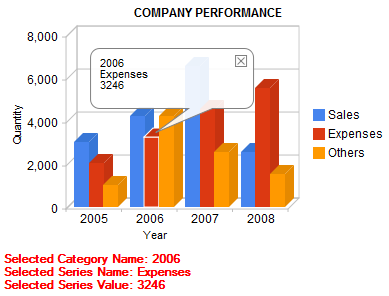 COMPANY PERFORMANCE
8,000
6,000
4,000
2,000
0
Quantity
2006
Expenses
3246
Sales
Expenses
Others
2005 2006 2007 2008
Year
Selected Category Name: 2006
Selected Series Name: Expenses
Selected Series Value: 3246